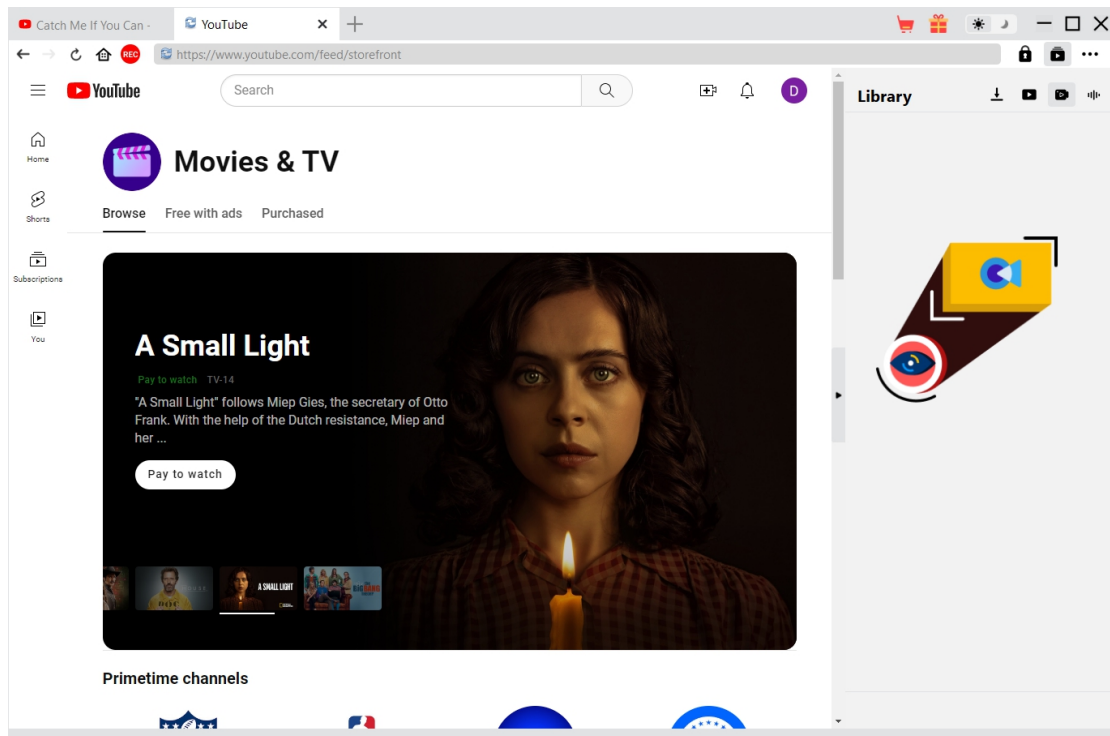 Catch Me If You Can -
YouTube
REC
https://www.youtube.com/feed/storefront
YouTube
Search
D
Library
Home
Movies & TV
Shorts
Browse Free with ads Purchased
Subscriptions
You
A Small Light
Pay to watch TV-14
"A Small Light" follows Miep Gies, the secretary of Otto
Frank. With the help of the Dutch resistance, Miep and
her ...
Pay to watch
A SMALL LIGHT
Primetime channels